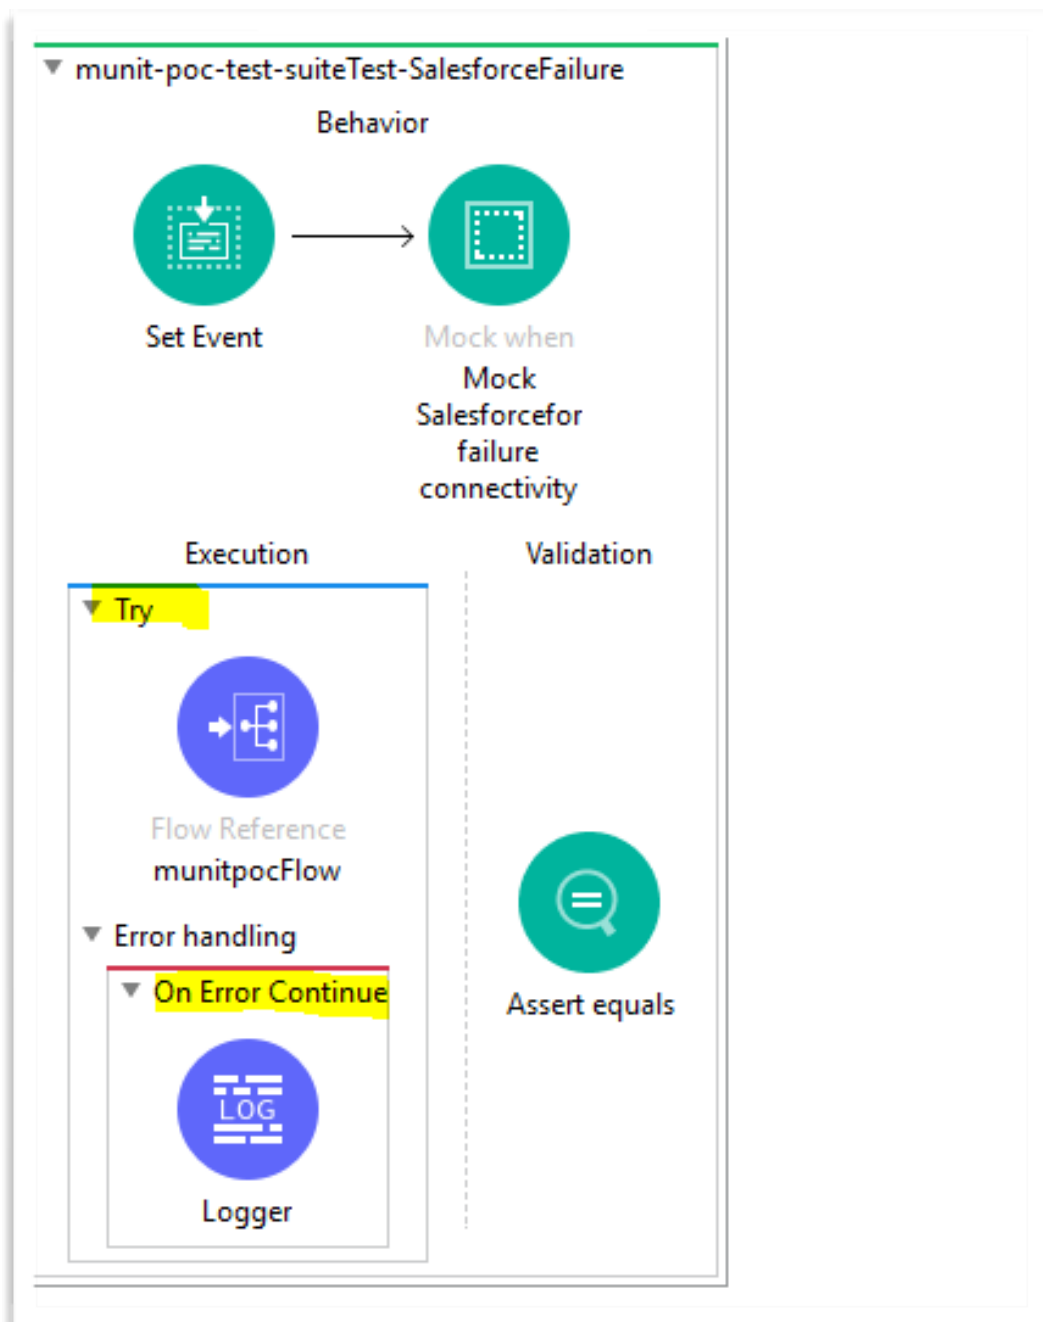 munit-poc-test-suiteTest-SalesforceFailure
Behavior
Set Event
Mock when
Mock
Salesforcefor
failure
connectivity
Execution
Validation
Try
Flow Reference
munitpocFlow
Error handling
On Error Continue
LOG
Logger
Assert equals